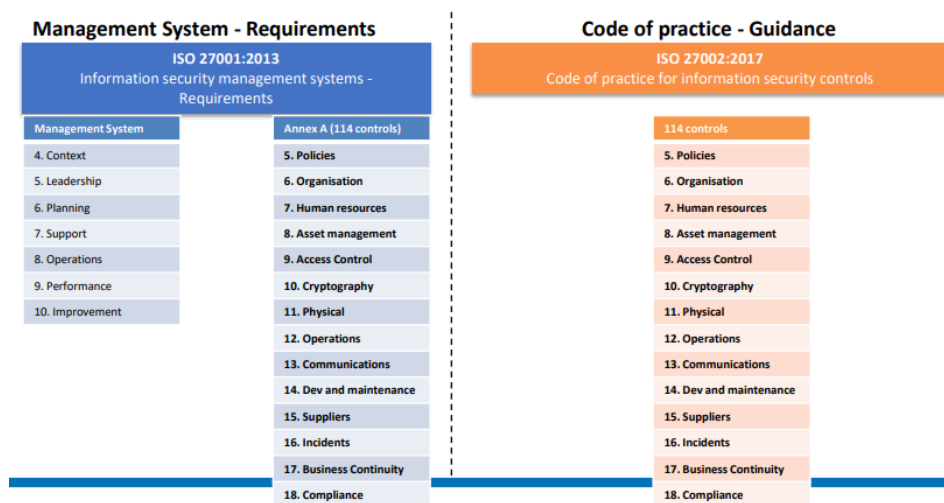 Management System - Requirements
ISO 27001:2013
Information security management systems -
Requirements
Management System
4. Context
5. Leadership
6. Planning
7. Support
8. Operations
9. Performance
10. Improvement
Annex A (114 controls)
5. Policies
6. Organisation
7. Human resources
8. Asset management
9. Access Control
10. Cryptography
11. Physical
12. Operations
13. Communications
14. Dev and maintenance
15. Suppliers
16. Incidents
17. Business Continuity
18. Compliance
Code of practice - Guidance
ISO 27002:2017
Code of practice for information security controls
114 controls
5. Policies
6. Organisation
7. Human resources
8. Asset management
9. Access Control
10. Cryptography
11. Physical
12. Operations
13. Communications
14. Dev and maintenance
15. Suppliers
16. Incidents
17. Business Continuity
18. Compliance